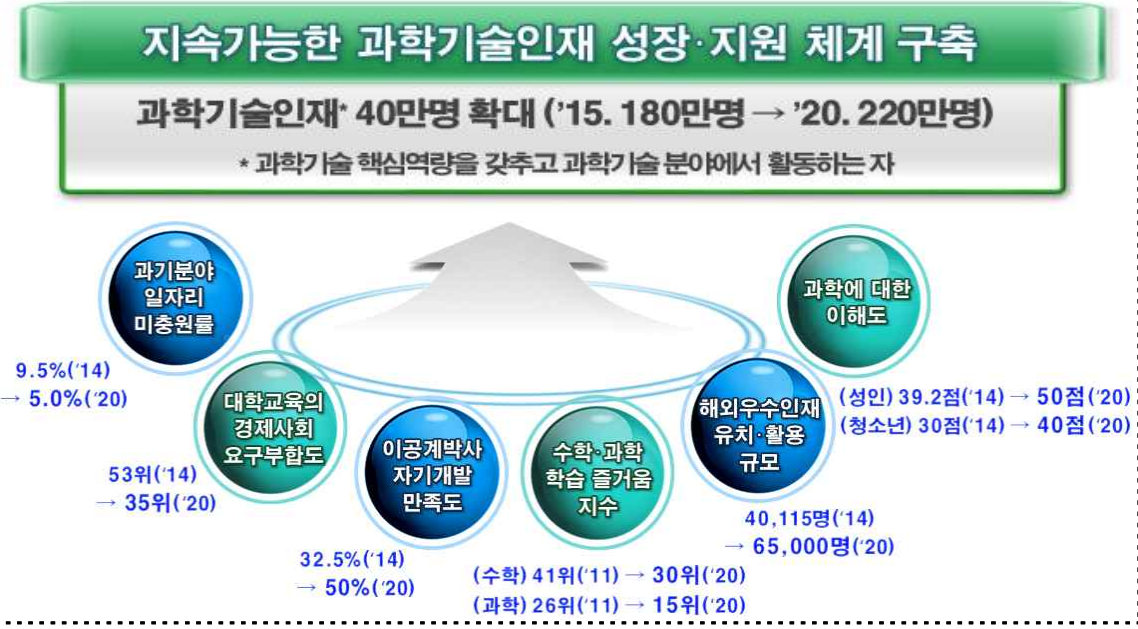 지속가능한 과학기술인재 성장·지원 체계 구축
과학기술인재* 40만명 확대 ('15. 180만명 → '20. 220만명)
* 과학기술 핵심역량을 갖추고 과학기술 분야에서 활동하는 자
과기분야
일자리
미충원률
9.5%('14)
→ 5.0%('20)
대학교육의
경제사회
요구부합도
53위('14)
→ 35위('20)
이공계박사
자기개발
만족도
32.5%('14)
→ 50%('20)
수학·과학
학습 즐거움
지수
(수학) 41위('11) → 30위('20)
(과학) 26위('11) → 15위('20)
해외우수인재
유치·활용
규모
40,115명('14)
→ 65,000명('20)
과학에 대한
이해도
(성인) 39.2점('14) → 50점('20)
(청소년) 30점('14) → 40점('20)